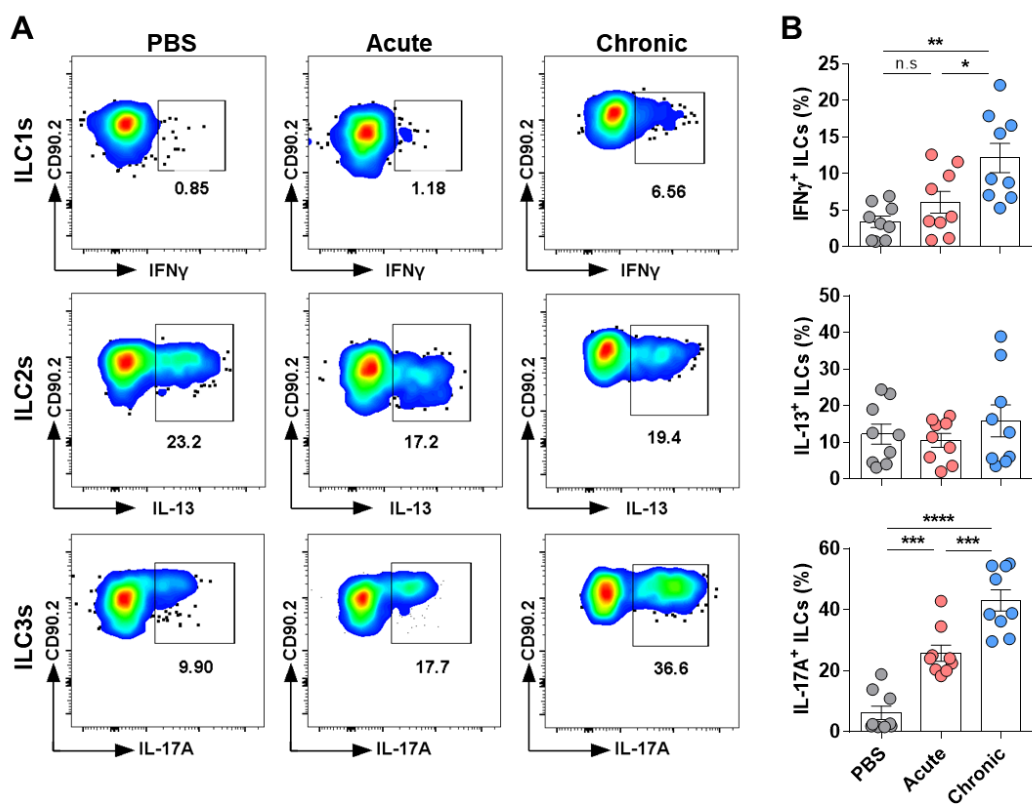 A
PBS
Acute
Chronic
ILC1s
CD90.2
0.85
IFNγ
CD90.2
1.18
IFNγ
CD90.2
6.56
IFNγ
ILC2s
CD90.2
23.2
IL-13
CD90.2
17.2
IL-13
CD90.2
19.4
IL-13
ILC3s
CD90.2
9.90
IL-17A
CD90.2
17.7
IL-17A
CD90.2
36.6
IL-17A
B
**
n.s
*
IFNγ+ ILCs (%)
25
20
15
10
5
0
IL-13+ ILCs (%)
50
40
30
20
10
0
****
***
***
IL-17A+ ILCs (%)
60
40
20
0
PBS
Acute
Chronic